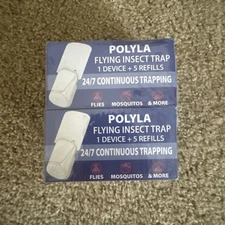 POLYLA
FLYING INSECT TRAP
1 DEVICE + 5 REFILLS
24/7 CONTINUOUS TRAPPING
FLIES MOSQUITOS & MORE
POLYLA
FLYING INSECT TRAP
1 DEVICE + 5 REFILLS
24/7 CONTINUOUS TRAPPING
FLIES MOSQUITOS & MORE